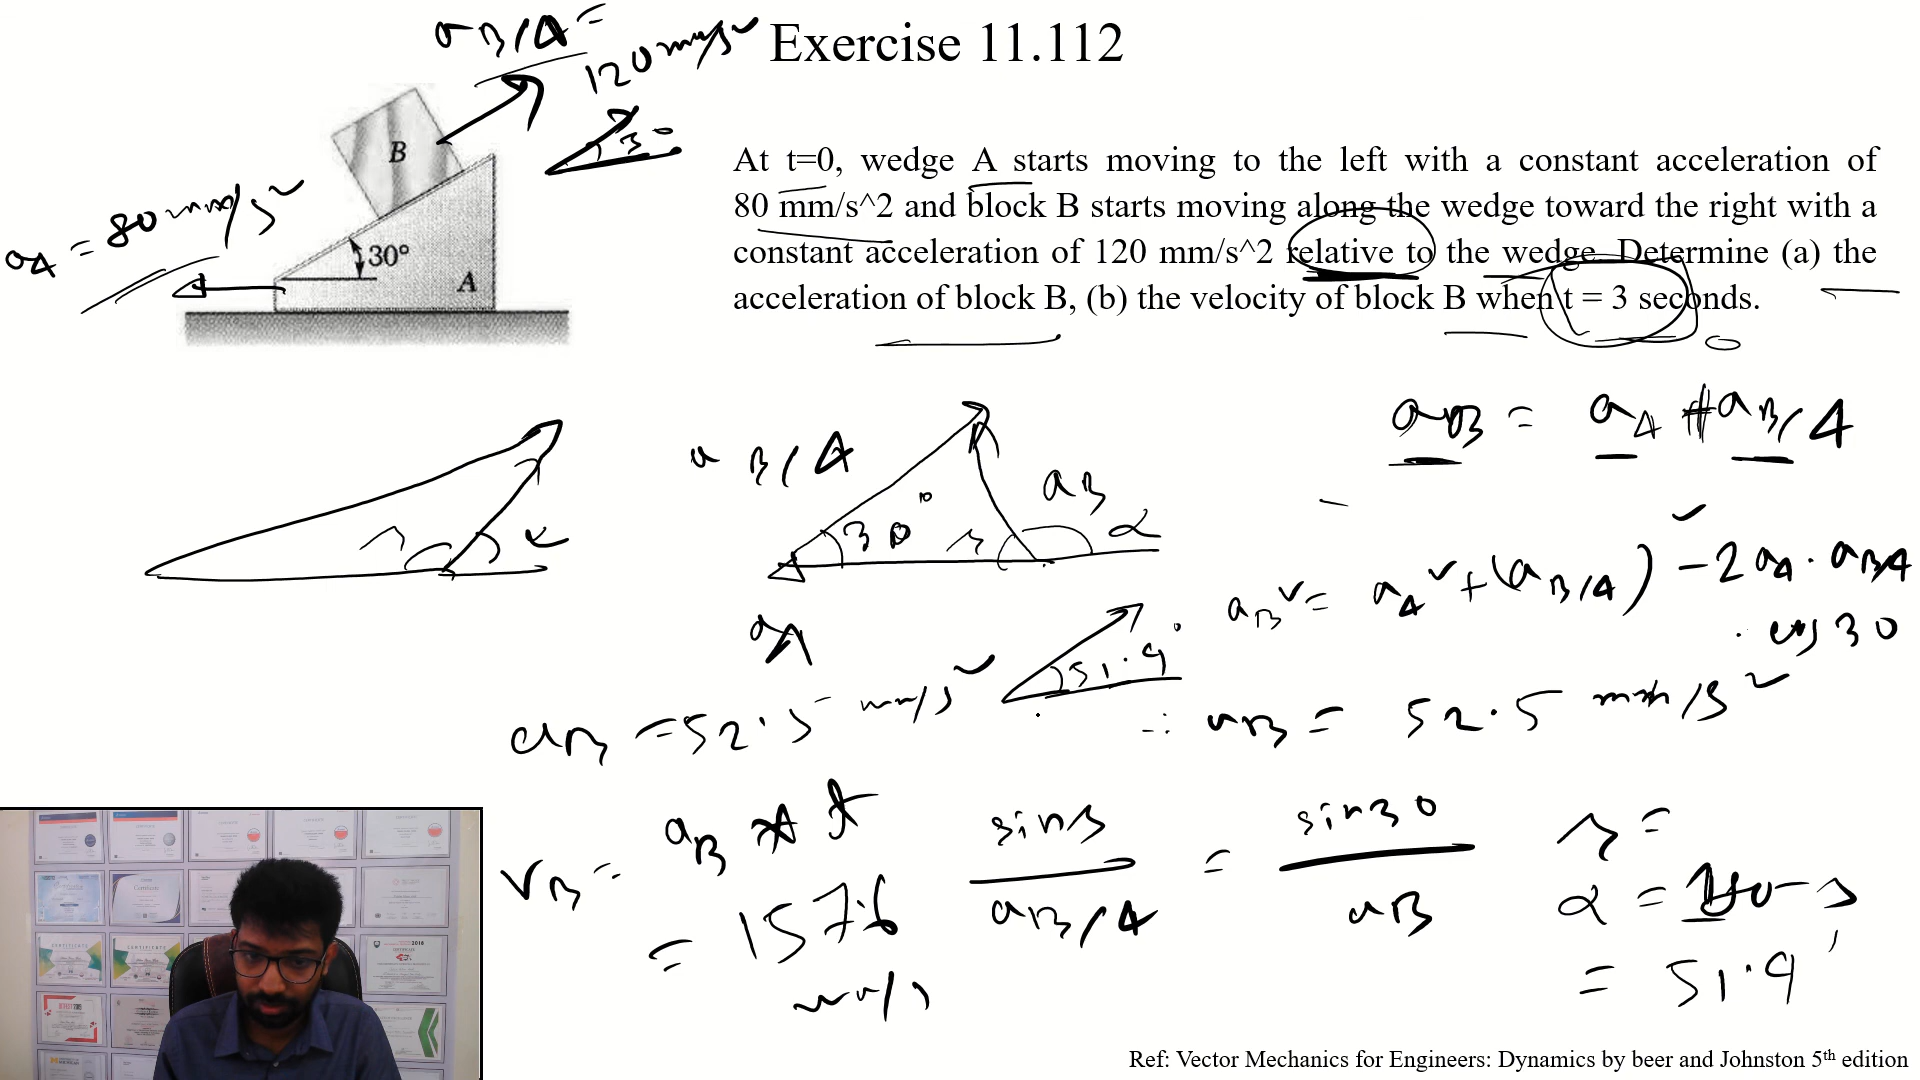 Exercise 11.112
a B/A =
120 mm/s²
30°
aA = 80 mm/s²
B
30°
A
At t=0, wedge A starts moving to the left with a constant acceleration of
80 mm/s^2 and block B starts moving along the wedge toward the right with a
constant acceleration of 120 mm/s^2 relative to the wedge. Determine (a) the
acceleration of block B, (b) the velocity of block B when t = 3 seconds.
aB = aA + aB/A
a B/A
30°
aB
α
α
aA
aB² = aA² + (aB/A)² - 2aA . aB/A
. cos 30
51.9°
aB = 52.5 mm/s²
∴ aB = 52.5 mm/s²
vB = aB * t
= 157.6
mm/s
sin
aB/A
=
sin30
aB
α = 180 -
= 51.9°
Ref: Vector Mechanics for Engineers: Dynamics by beer and Johnston 5th edition